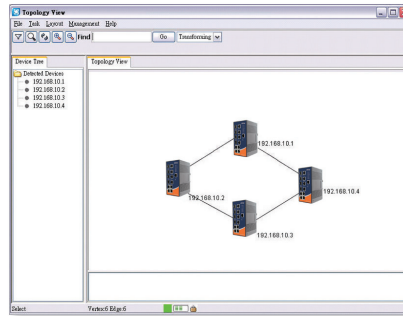 Topology View
File Task Layout Management Help
Find Go Transforming
Device Tree Topology View
Detected Devices
192.168.10.1
192.168.10.2
192.168.10.3
192.168.10.4
192.168.10.1
192.168.10.2
192.168.10.4
192.168.10.3
Select Vertex:6 Edge:6